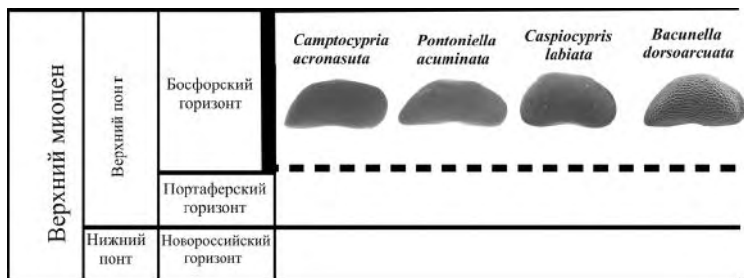 Верхний миоцен
Верхний понт
Босфорский
горизонт
Camptocypria
acronasuta
Pontoniella
acuminata
Caspiocypris
labiata
Bacunella
dorsoarcuata
Портаферский
горизонт
Нижний
понт
Новороссийский
горизонт